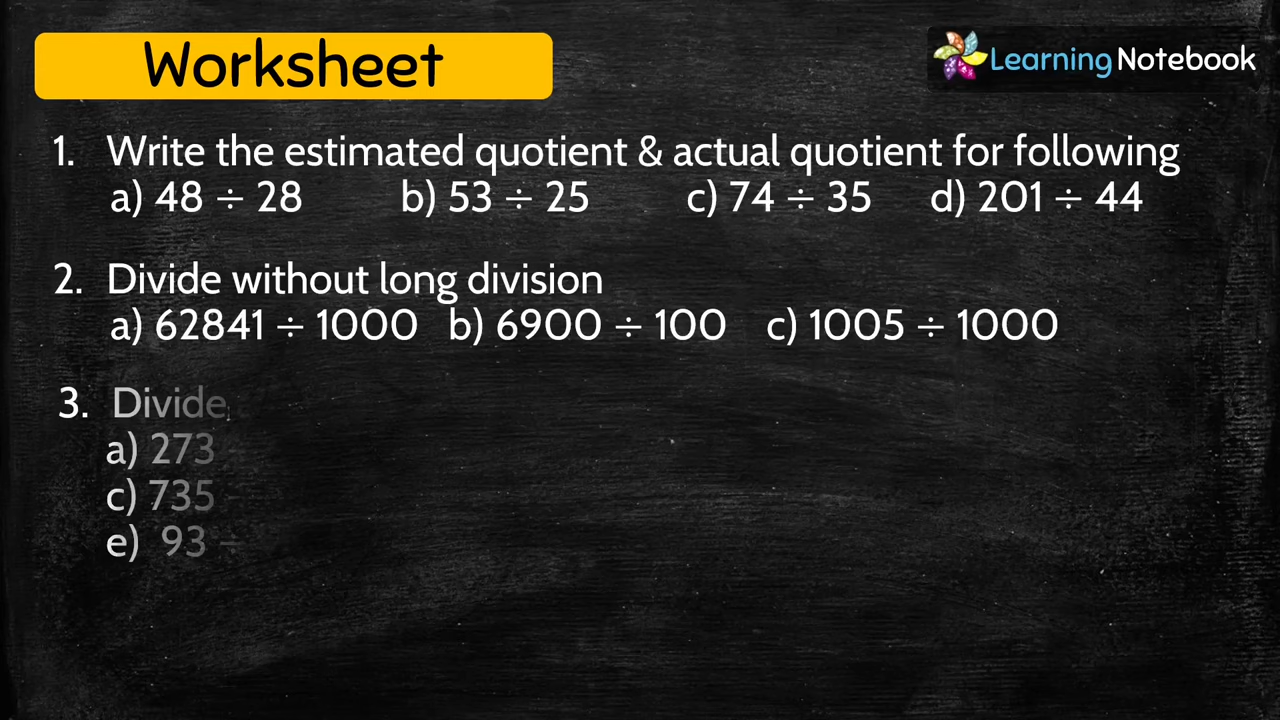 Worksheet
Learning Notebook
1. Write the estimated quotient & actual quotient for following
a) 48 ÷ 28 b) 53 ÷ 25 c) 74 ÷ 35 d) 201 ÷ 44
2. Divide without long division
a) 62841 ÷ 1000 b) 6900 ÷ 100 c) 1005 ÷ 1000
3. Divide
a) 273
c) 735
e) 93 ÷